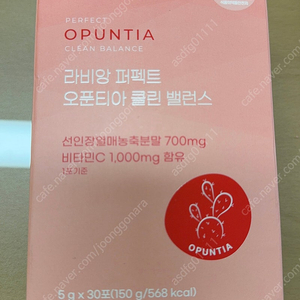 PERFECT
OPUNTIA
CLEAN BALANCE
라비앙 퍼펙트
오푼티아 클린 밸런스
선인장열매농축분말 700mg
비타민C 1,000mg 함유
1포기준
OPUNTIA
5 g x 30포(150 g/568 kcal)